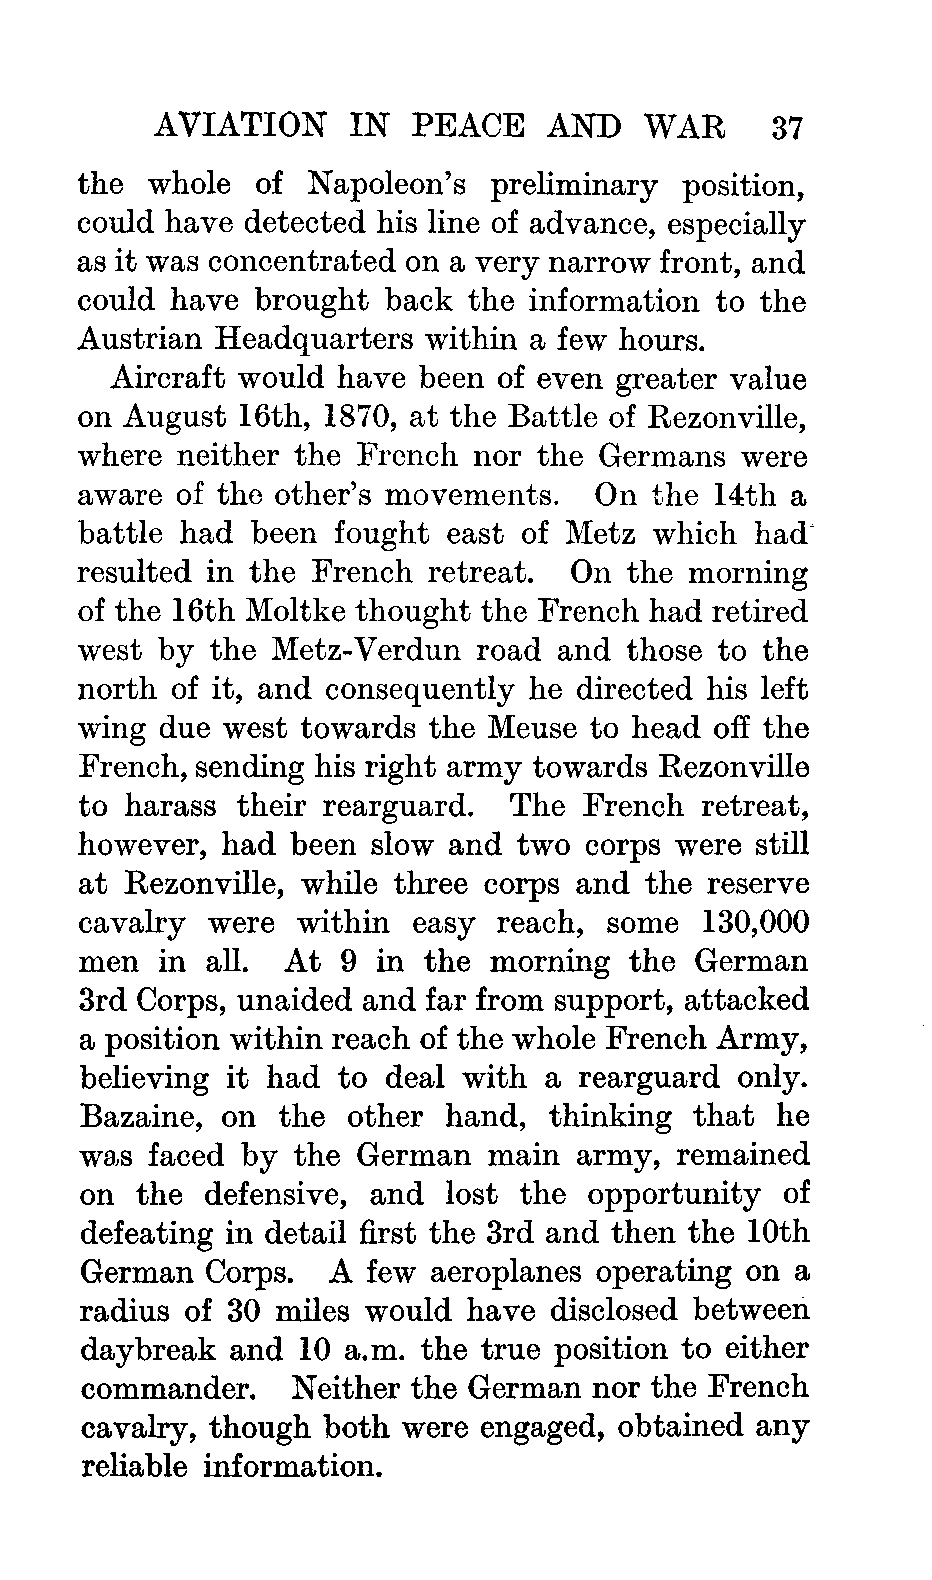 AVIATION IN PEACE AND WAR 37
the whole of Napoleon's preliminary position,
could have detected his line of advance, especially
as it was concentrated on a very narrow front, and
could have brought back the information to the
Austrian Headquarters within a few hours.
Aircraft would have been of even greater value
on August 16th, 1870, at the Battle of Rezonville,
where neither the French nor the Germans were
aware of the other's movements. On the 14th a
battle had been fought east of Metz which had
resulted in the French retreat. On the morning
of the 16th Moltke thought the French had retired
west by the Metz-Verdun road and those to the
north of it, and consequently he directed his left
wing due west towards the Meuse to head off the
French, sending his right army towards Rezonville
to harass their rearguard. The French retreat,
however, had been slow and two corps were still
at Rezonville, while three corps and the reserve
cavalry were within easy reach, some 130,000
men in all. At 9 in the morning the German
3rd Corps, unaided and far from support, attacked
a position within reach of the whole French Army,
believing it had to deal with a rearguard only.
Bazaine, on the other hand, thinking that he
was faced by the German main army, remained
on the defensive, and lost the opportunity of
defeating in detail first the 3rd and then the 10th
German Corps. A few aeroplanes operating on a
radius of 30 miles would have disclosed between
daybreak and 10 a.m. the true position to either
commander. Neither the German nor the French
cavalry, though both were engaged, obtained any
reliable information.